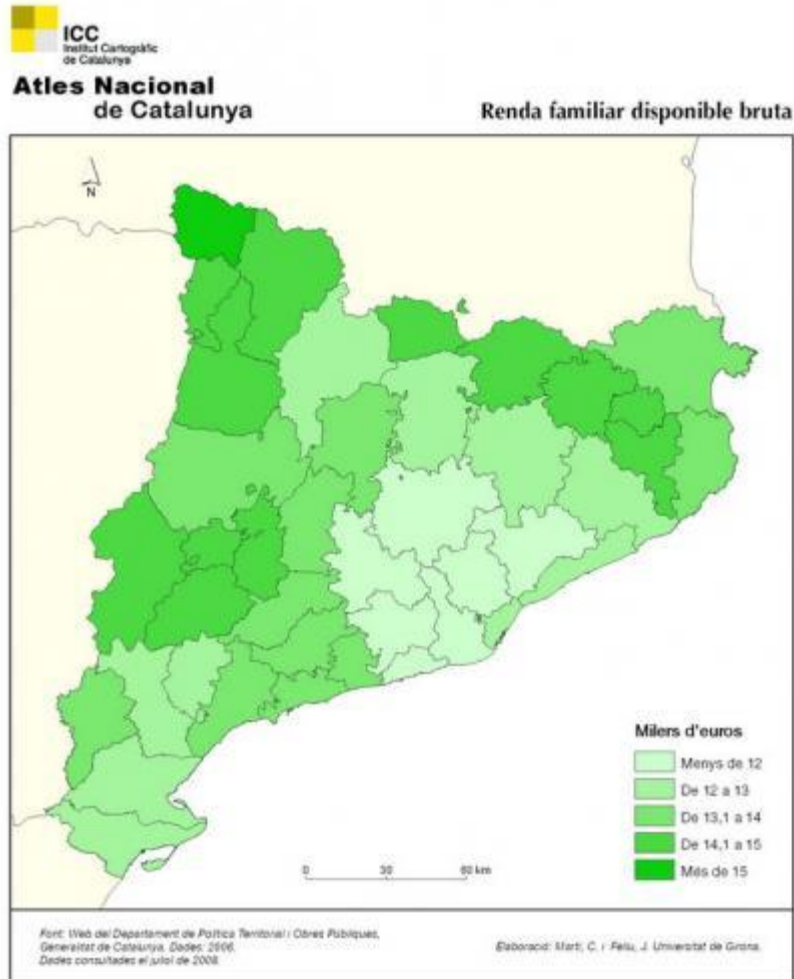 ICC
Institut Cartogràfic
de Catalunya
Atles Nacional
de Catalunya
Renda familiar disponible bruta
N
Milers d'euros
Menys de 12
De 12 a 13
De 13,1 a 14
De 14,1 a 15
Més de 15
0 30 60 km
Font: Web del Departament de Política Territorial i Obres Públiques,
Generalitat de Catalunya. Dades: 2006.
Dades consultades el juliol de 2008.
Elaboració: Martí, C. i Feliu, J. Universitat de Girona.